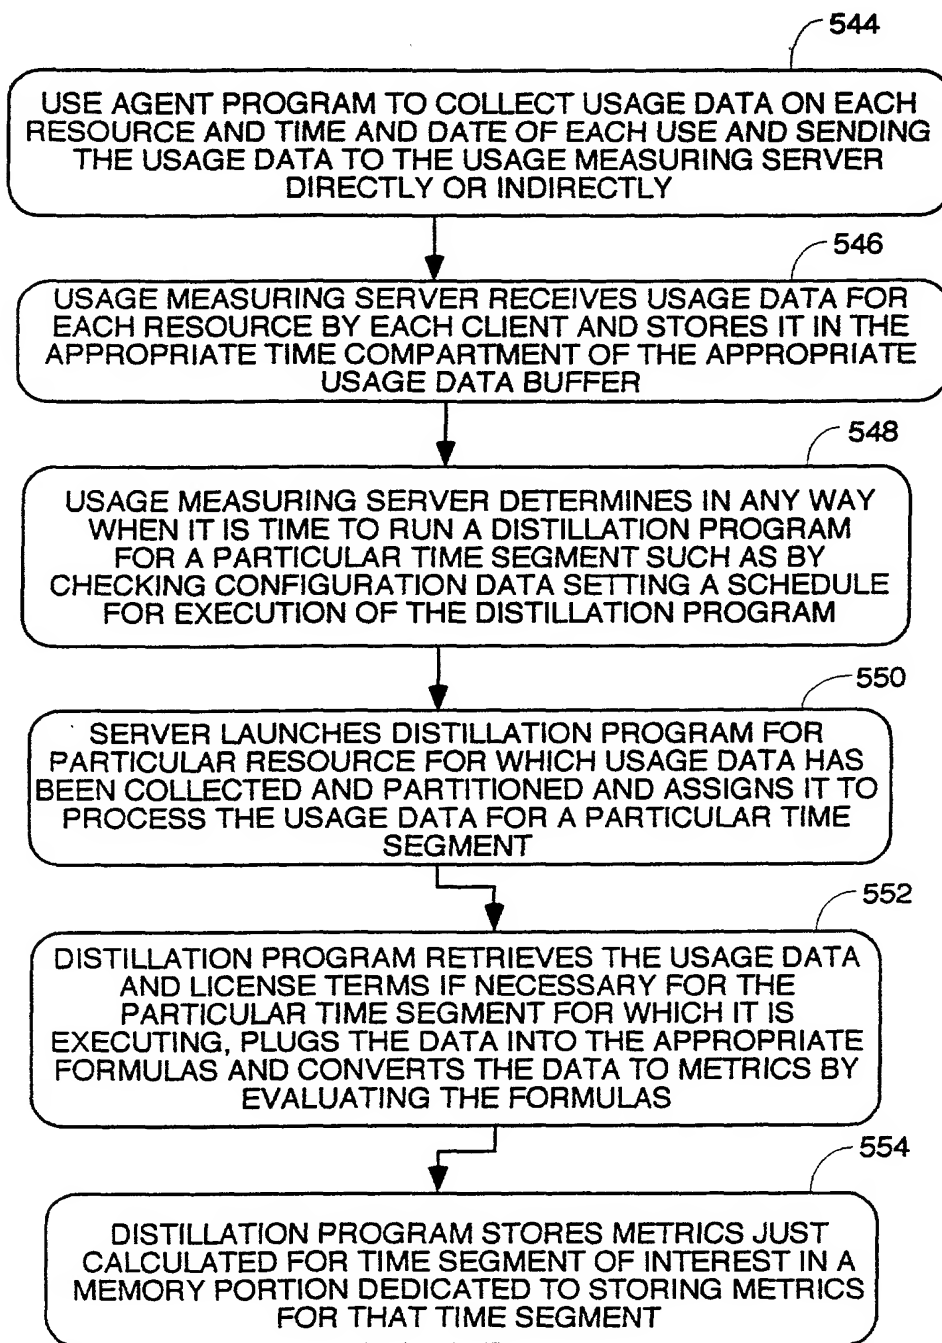 544
USE AGENT PROGRAM TO COLLECT USAGE DATA ON EACH
RESOURCE AND TIME AND DATE OF EACH USE AND SENDING
THE USAGE DATA TO THE USAGE MEASURING SERVER
DIRECTLY OR INDIRECTLY
546
USAGE MEASURING SERVER RECEIVES USAGE DATA FOR
EACH RESOURCE BY EACH CLIENT AND STORES IT IN THE
APPROPRIATE TIME COMPARTMENT OF THE APPROPRIATE
USAGE DATA BUFFER
548
USAGE MEASURING SERVER DETERMINES IN ANY WAY
WHEN IT IS TIME TO RUN A DISTILLATION PROGRAM
FOR A PARTICULAR TIME SEGMENT SUCH AS BY
CHECKING CONFIGURATION DATA SETTING A SCHEDULE
FOR EXECUTION OF THE DISTILLATION PROGRAM
550
SERVER LAUNCHES DISTILLATION PROGRAM FOR
PARTICULAR RESOURCE FOR WHICH USAGE DATA HAS
BEEN COLLECTED AND PARTITIONED AND ASSIGNS IT TO
PROCESS THE USAGE DATA FOR A PARTICULAR TIME
SEGMENT
552
DISTILLATION PROGRAM RETRIEVES THE USAGE DATA
AND LICENSE TERMS IF NECESSARY FOR THE
PARTICULAR TIME SEGMENT FOR WHICH IT IS
EXECUTING, PLUGS THE DATA INTO THE APPROPRIATE
FORMULAS AND CONVERTS THE DATA TO METRICS BY
EVALUATING THE FORMULAS
554
DISTILLATION PROGRAM STORES METRICS JUST
CALCULATED FOR TIME SEGMENT OF INTEREST IN A
MEMORY PORTION DEDICATED TO STORING METRICS
FOR THAT TIME SEGMENT